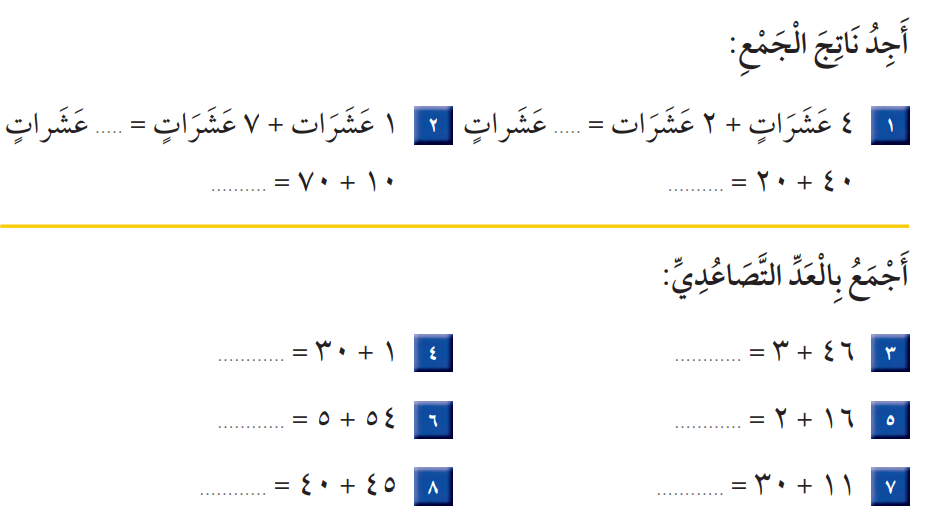 أَجِدُ نَاتِجَ الْجَمْعِ:
١ ٤ عَشَرَاتٍ + ٢ عَشَرَات = ..... عَشَراتٍ
٤٠ + ٢٠ = ..........
٢ ١ عَشَرَات + ٧ عَشَرَاتٍ = ..... عَشَراتٍ
١٠ + ٧٠ = ..........
أَجْمَعُ بِالْعَدِّ التَّصَاعُدِيِّ:
٣ ٤٦ + ٣ = ............
٤ ١ + ٣٠ = ............
٥ ١٦ + ٢ = ............
٦ ٥٤ + ٥ = ............
٧ ١١ + ٣٠ = ............
٨ ٤٥ + ٤٠ = ............